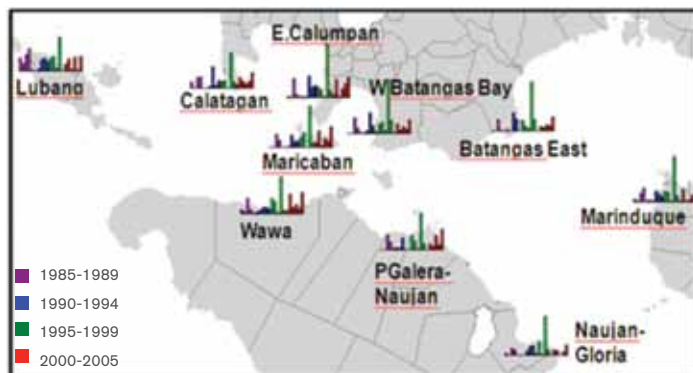 E.Calumpan
Lubang
Calatagan
W Batangas Bay
Maricaban
Batangas East
Marinduque
Wawa
PGalera-
Naujan
Naujan-
Gloria
1985-1989
1990-1994
1995-1999
2000-2005